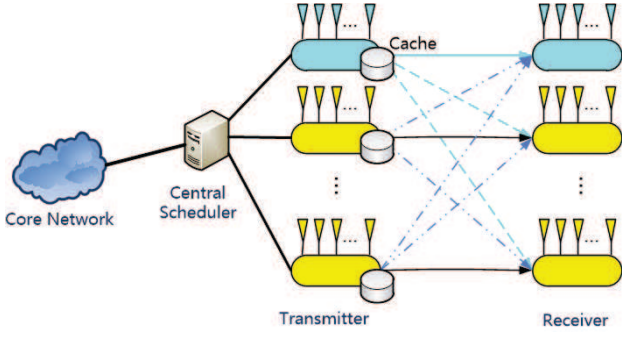 Cache
Core Network
Central
Scheduler
Transmitter
Receiver